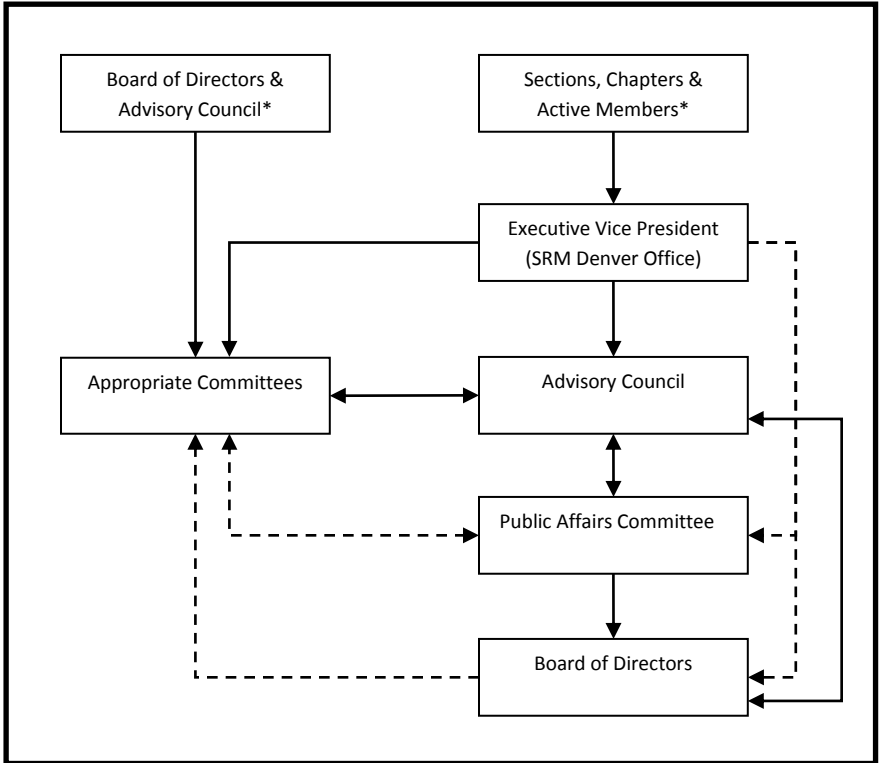 Board of Directors &
Advisory Council*
Sections, Chapters &
Active Members*
Executive Vice President
(SRM Denver Office)
Appropriate Committees
Advisory Council
Public Affairs Committee
Board of Directors